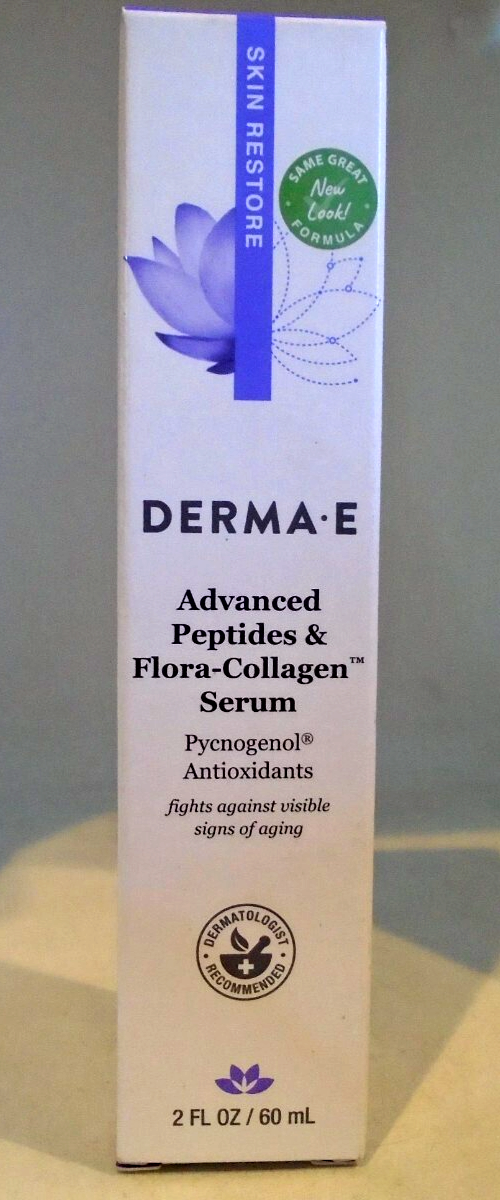 SKIN RESTORE
SAME GREAT
New
Look!
FORMULA
DERMA·E
Advanced
Peptides &
Flora-Collagen™
Serum
Pycnogenol®
Antioxidants
fights against visible
signs of aging
DERMATOLOGIST
RECOMMENDED
2 FL OZ / 60 mL